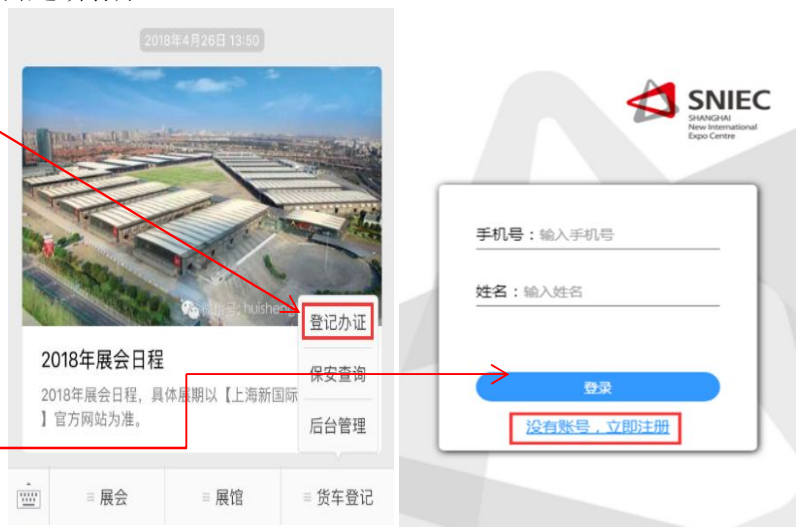 2018年4月26日 13:50
微信号: huishen
登记办证
保安查询
后台管理
2018年展会日程
2018年展会日程，具体展期以【上海新国际
】官方网站为准。
展会
展馆
货车登记
SNIEC
SHANGHAI
New International
Expo Centre
手机号：输入手机号
姓名：输入姓名
登录
没有账号，立即注册